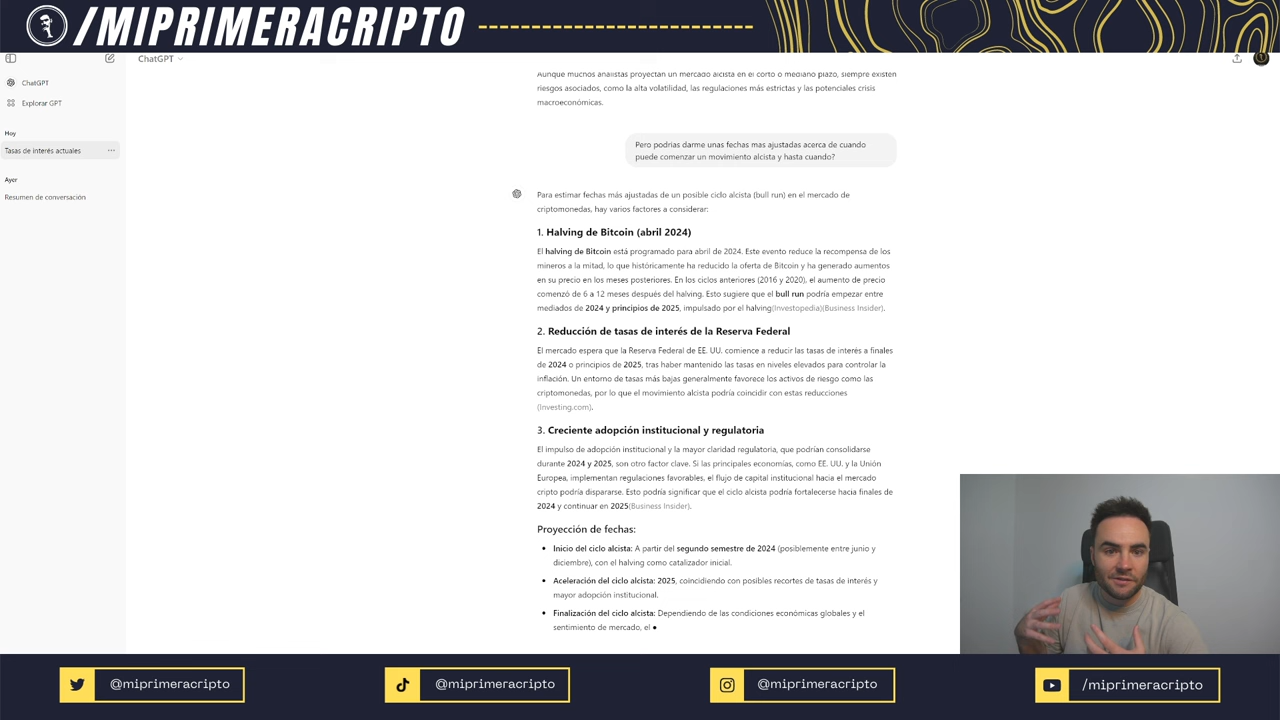 /MIPRIMERACRIPTO
ChatGPT
ChatGPT
Explorar GPT
Hoy
Tasas de interés actuales
Ayer
Resumen de conversación
Aunque muchos analistas proyectan un mercado alcista en el corto o mediano plazo, siempre existen
riesgos asociados, como la alta volatilidad, las regulaciones más estrictas y las potenciales crisis
macroeconómicas.
Pero podrias darme unas fechas mas ajustadas acerca de cuando
puede comenzar un movimiento alcista y hasta cuando?
Para estimar fechas más ajustadas de un posible ciclo alcista (bull run) en el mercado de
criptomonedas, hay varios factores a considerar:
1. Halving de Bitcoin (abril 2024)
El halving de Bitcoin está programado para abril de 2024. Este evento reduce la recompensa de los
mineros a la mitad, lo que históricamente ha reducido la oferta de Bitcoin y ha generado aumentos
en su precio en los meses posteriores. En los ciclos anteriores (2016 y 2020), el aumento de precio
comenzó de 6 a 12 meses después del halving. Esto sugiere que el bull run podría empezar entre
mediados de 2024 y principios de 2025, impulsado por el halving(Investopedia)(Business Insider).
2. Reducción de tasas de interés de la Reserva Federal
El mercado espera que la Reserva Federal de EE. UU. comience a reducir las tasas de interés a finales
de 2024 o principios de 2025, tras haber mantenido las tasas en niveles elevados para controlar la
inflación. Un entorno de tasas más bajas generalmente favorece los activos de riesgo como las
criptomonedas, por lo que el movimiento alcista podría coincidir con estas reducciones
(Investing.com).
3. Creciente adopción institucional y regulatoria
El impulso de adopción institucional y la mayor claridad regulatoria, que podrían consolidarse
durante 2024 y 2025, son otro factor clave. Si las principales economías, como EE. UU. y la Unión
Europea, implementan regulaciones favorables, el flujo de capital institucional hacia el mercado
cripto podría dispararse. Esto podría significar que el ciclo alcista podría fortalecerse hacia finales de
2024 y continuar en 2025(Business Insider).
Proyección de fechas:
• Inicio del ciclo alcista: A partir del segundo semestre de 2024 (posiblemente entre junio y
diciembre), con el halving como catalizador inicial.
• Aceleración del ciclo alcista: 2025, coincidiendo con posibles recortes de tasas de interés y
mayor adopción institucional.
• Finalización del ciclo alcista: Dependiendo de las condiciones económicas globales y el
sentimiento de mercado, el
@miprimeracripto
@miprimeracripto
@miprimeracripto
/miprimeracripto